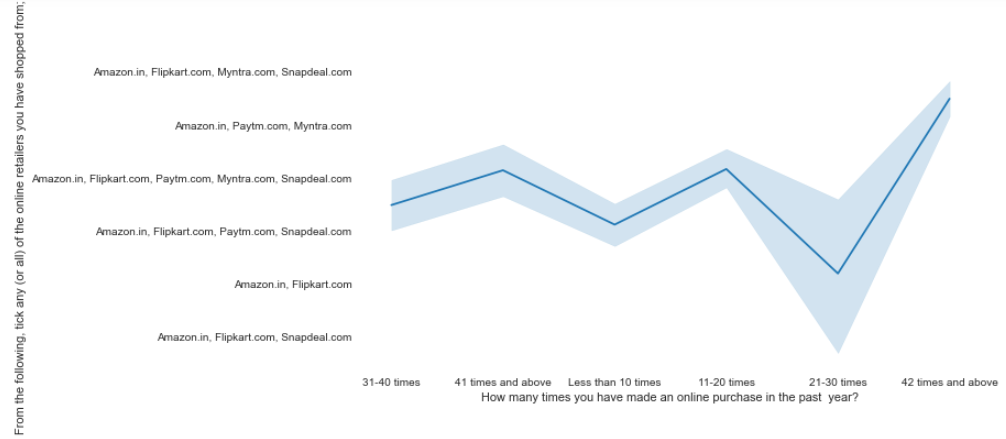 From the following, tick any (or all) of the online retailers you have shopped from;
Amazon.in, Flipkart.com, Myntra.com, Snapdeal.com
Amazon.in, Paytm.com, Myntra.com
Amazon.in, Flipkart.com, Paytm.com, Myntra.com, Snapdeal.com
Amazon.in, Flipkart.com, Paytm.com, Snapdeal.com
Amazon.in, Flipkart.com
Amazon.in, Flipkart.com, Snapdeal.com
31-40 times 41 times and above Less than 10 times 11-20 times 21-30 times 42 times and above
How many times you have made an online purchase in the past  year?